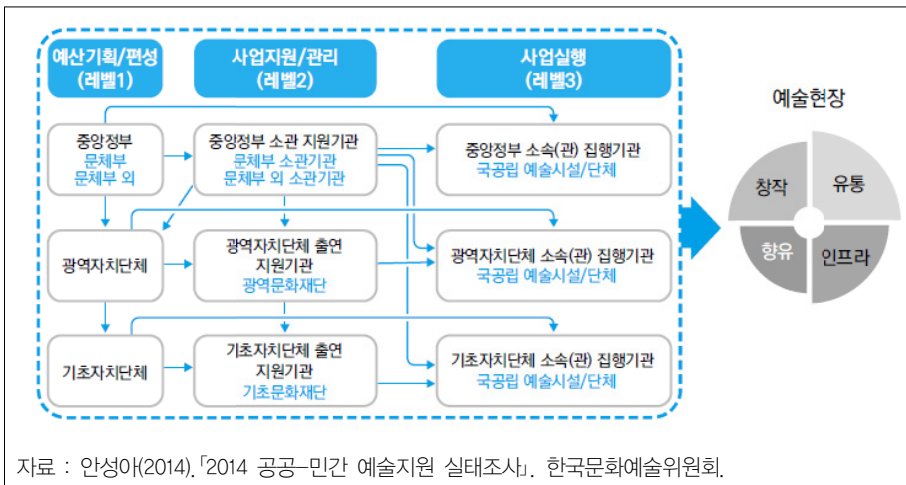 예산기획/편성
(레벨1)
사업지원/관리
(레벨2)
사업실행
(레벨3)
예술현장
중앙정부
문체부
문체부 외
중앙정부 소관 지원기관
문체부 소관기관
문체부 외 소관기관
중앙정부 소속(관) 집행기관
국공립 예술시설/단체
광역자치단체
광역자치단체 출연
지원기관
광역문화재단
광역자치단체 소속(관) 집행기관
국공립 예술시설/단체
기초자치단체
기초자치단체 출연
지원기관
기초문화재단
기초자치단체 소속(관) 집행기관
국공립 예술시설/단체
창작
유통
향유
인프라
자료 : 안성아(2014).「2014 공공-민간 예술지원 실태조사」. 한국문화예술위원회.